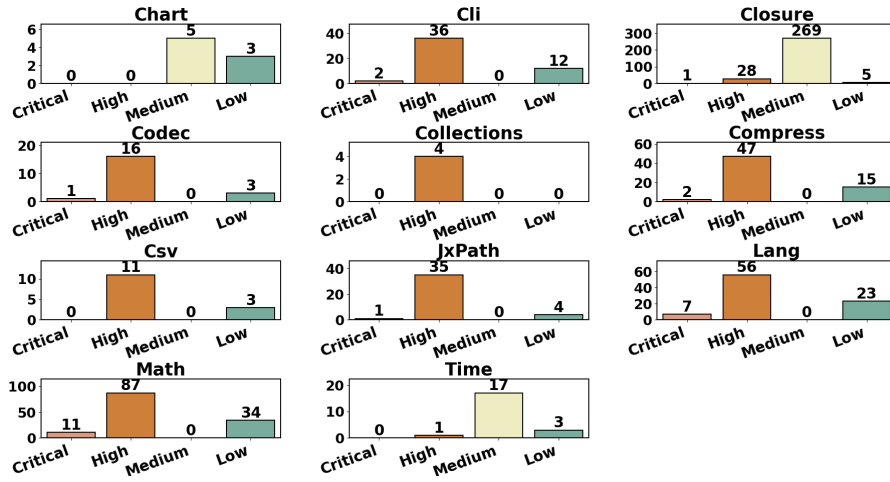 Chart
6
4
2
0
0
0
5
3
Critical
High
Medium
Low
Cli
40
20
0
2
36
0
12
Critical
High
Medium
Low
Closure
300
200
100
0
1
28
269
5
Critical
High
Medium
Low
Codec
20
10
0
1
16
0
3
Critical
High
Medium
Low
Collections
4
2
0
0
4
0
0
Critical
High
Medium
Low
Compress
60
40
20
0
2
47
0
15
Critical
High
Medium
Low
Csv
10
5
0
0
11
0
3
Critical
High
Medium
Low
JxPath
40
20
0
1
35
0
4
Critical
High
Medium
Low
Lang
60
40
20
0
7
56
0
23
Critical
High
Medium
Low
Math
100
50
0
11
87
0
34
Critical
High
Medium
Low
Time
20
10
0
0
1
17
3
Critical
High
Medium
Low